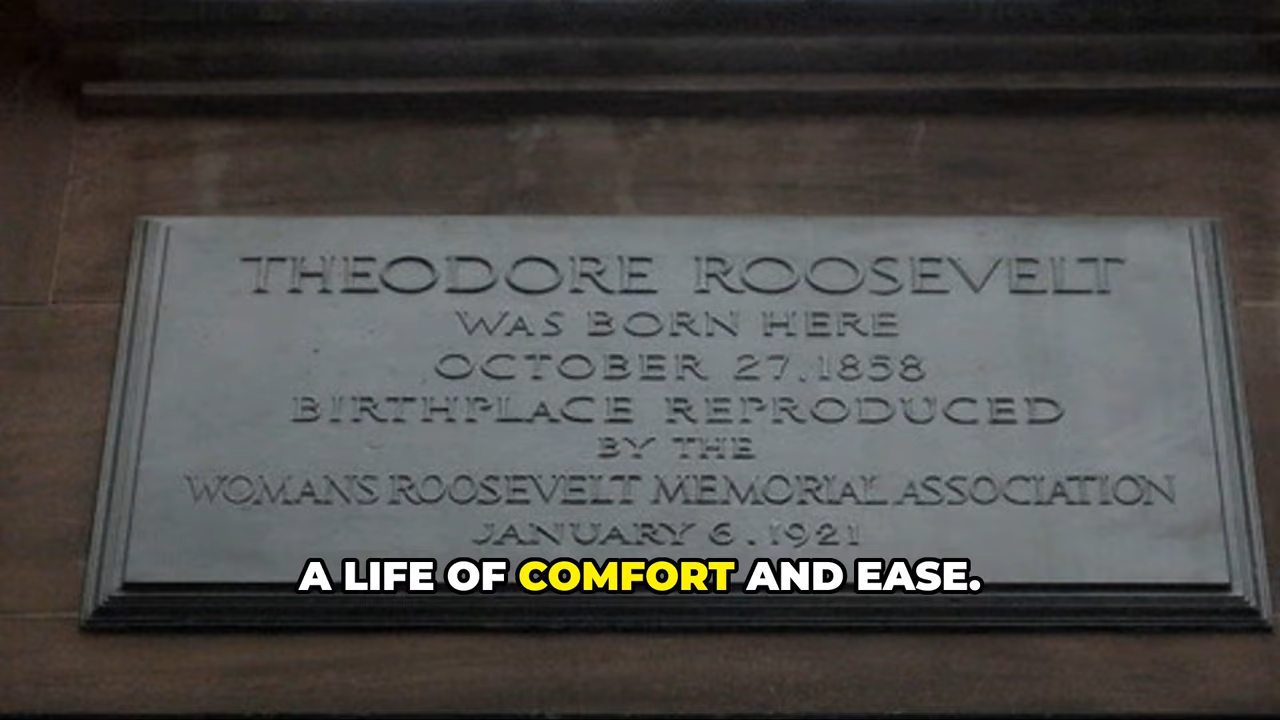 THEODORE ROOSEVELT
WAS BORN HERE
OCTOBER 27, 1858
BIRTHPLACE REPRODUCED
BY THE
WOMANS ROOSEVELT MEMORIAL ASSOCIATION
JANUARY 6. 1921
A LIFE OF COMFORT AND EASE.